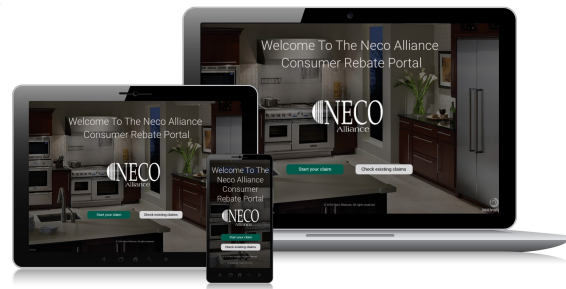 Welcome To The Neco Alliance
Consumer Rebate Portal
NECO
Alliance
Start your claim
Check existing claims
Welcome To The Neco Alliance
Consumer Rebate Portal
NECO
Alliance
Start your claim
Check existing claims
Welcome To The
Neco Alliance
Consumer
Rebate Portal
NECO
Alliance
Start your claim
Check existing claims